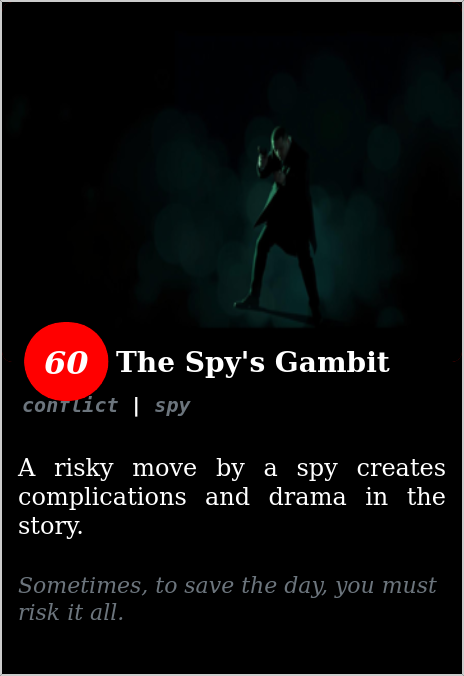 60 The Spy's Gambit
conflict | spy
A risky move by a spy creates
complications and drama in the
story.
Sometimes, to save the day, you must
risk it all.